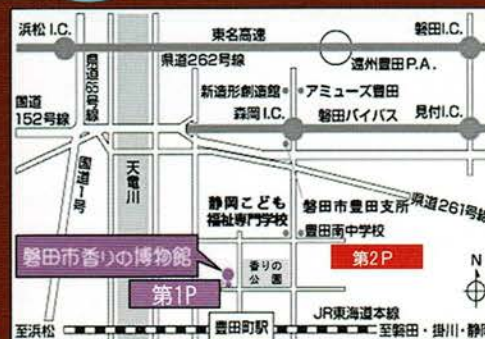 浜松 I.C.
東名高速
磐田I.C.
県道65号線
県道262号線
遠州豊田P.A.
新造形創造館
アミューズ豊田
国道
152号線
森岡I.C.
磐田バイパス
見付I.C.
国道1号
天竜川
静岡こども
福祉専門学校
磐田市豊田支所
県道261号線
豊田南中学校
磐田市香りの博物館
香りの
公園
第2P
第1P
N
JR東海道本線
至浜松
豊田町駅
至磐田・掛川・静岡